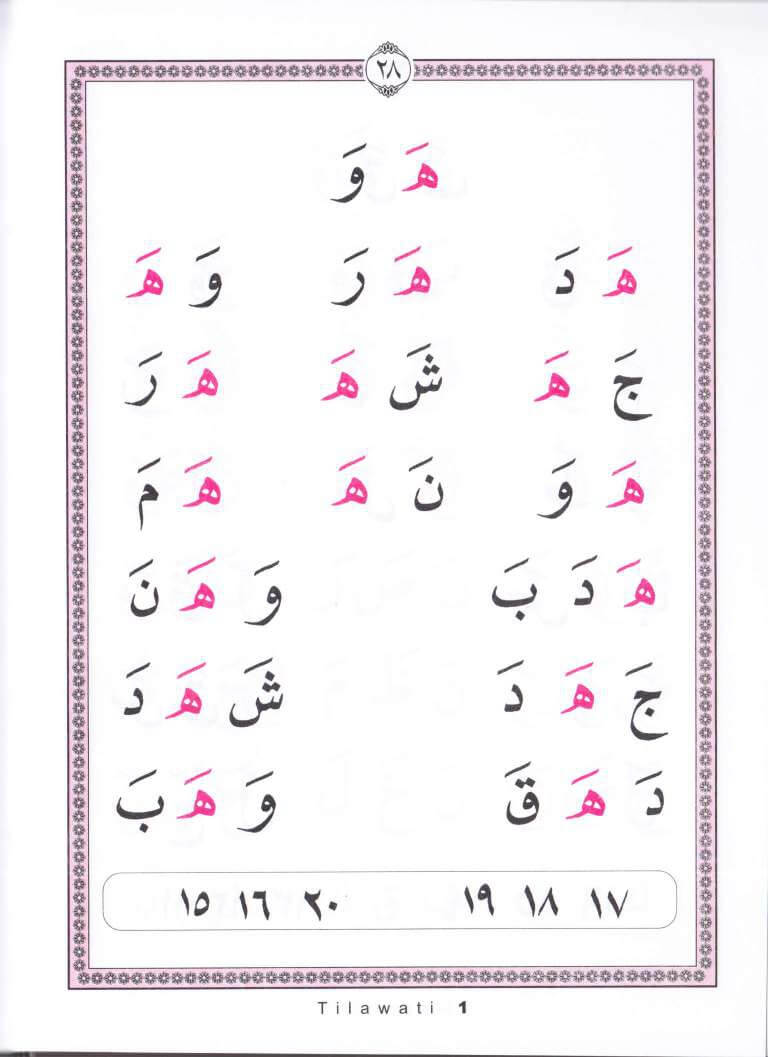 ٢٨
هَ وَ
هَ دَ هَ رَ وَ هَ
جَ هَ شَ هَ هَ رَ
هَ وَ نَ هَ هَ مَ
هَ دَ بَ وَ هَ نَ
جَ هَ دَ شَ هَ دَ
دَ هَ قَ وَ هَ بَ
١٧ ١٨ ١٩ ٢٠ ١٦ ١٥
Tilawati 1